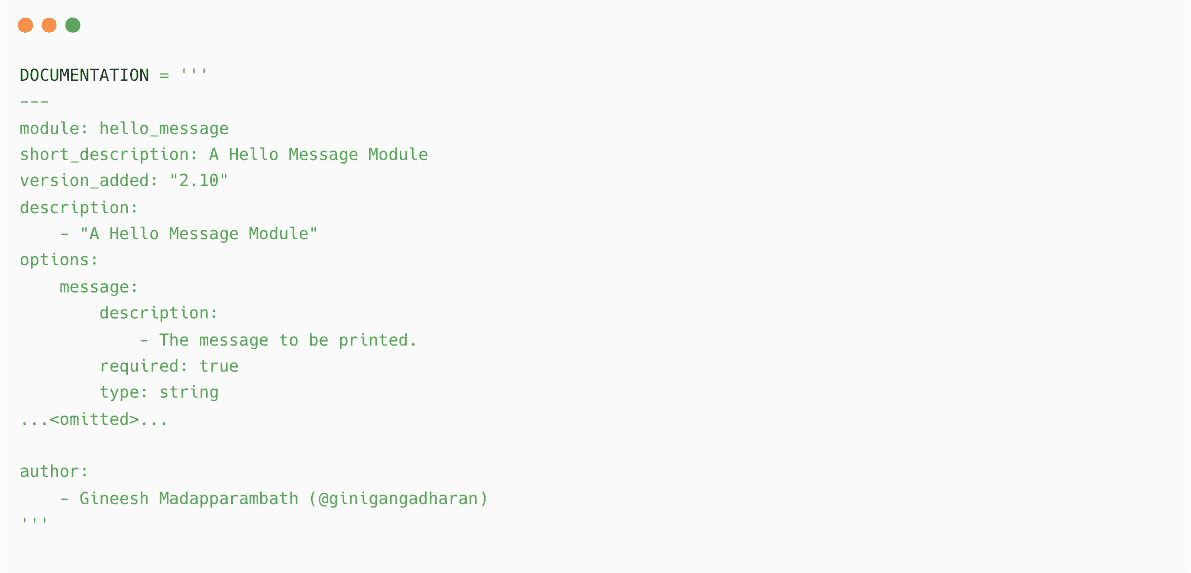 DOCUMENTATION = '''
---
module: hello_message
short_description: A Hello Message Module
version_added: "2.10"
description:
    - "A Hello Message Module"
options:
    message:
        description:
            - The message to be printed.
        required: true
        type: string
...<omitted>...

author:
    - Gineesh Madapparambath (@ginigangadharan)
'''